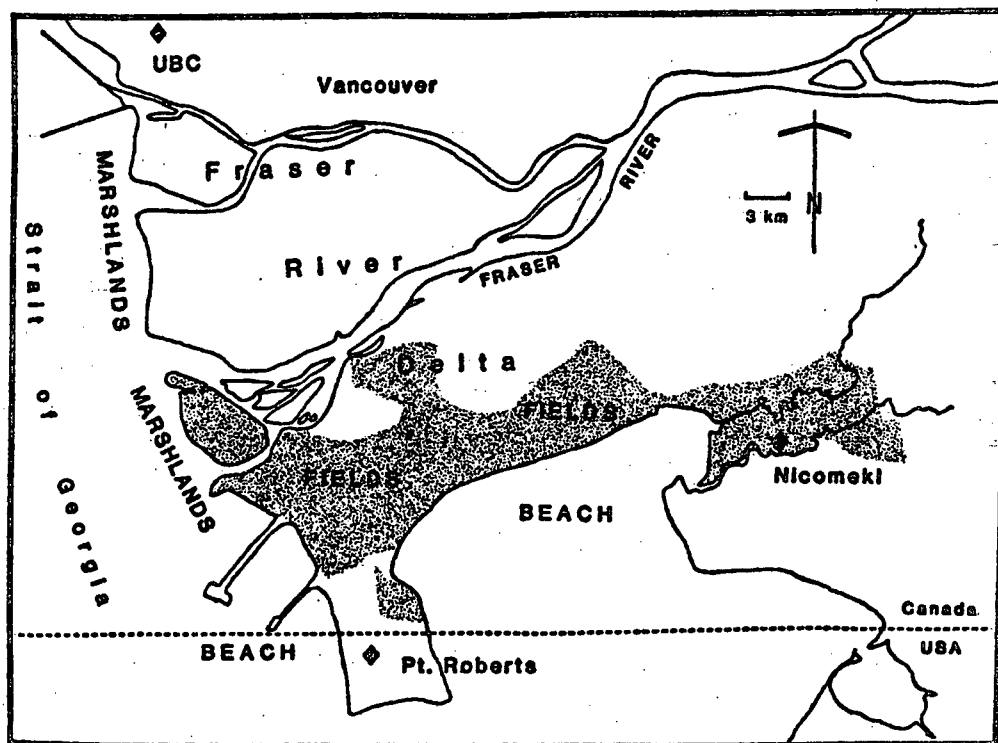 UBC
Vancouver
Fraser
RIVER
3 km
N
MARSHLANDS
Strait of Georgia
River
FRASER
Delta
FIELDS
MARSHLANDS
FIELDS
Nicomekl
BEACH
Canada
USA
BEACH
Pt. Roberts